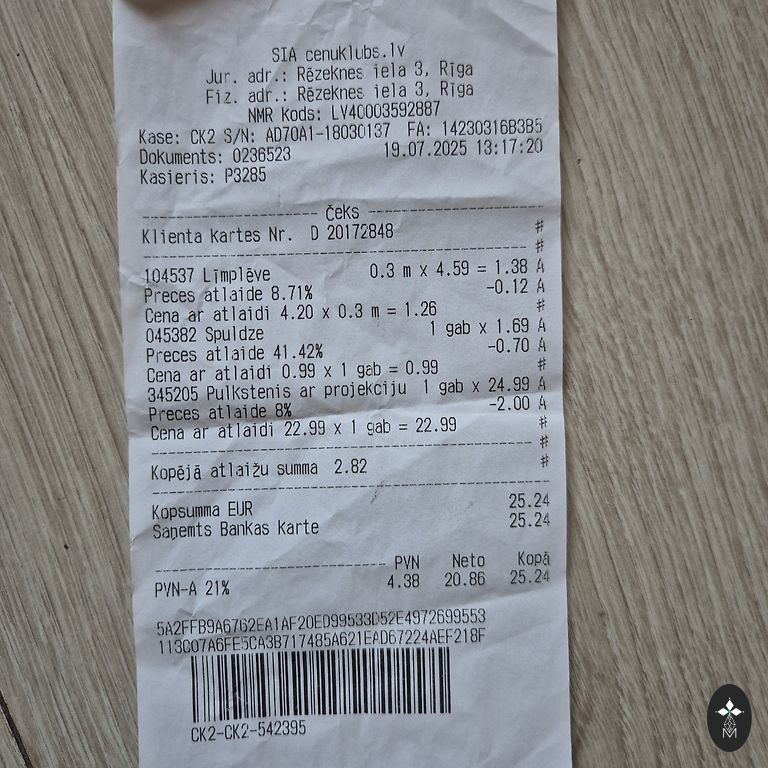 SIA cenuklubs.lv
Jur. adr.: Rēzeknes iela 3, Rīga
Fiz. adr.: Rēzeknes iela 3, Rīga
NMR kods: LV40003592887
Kase: CK2 S/N: AD70A1-18030137 FA: 14230316B3B5
Dokuments: 0236523 19.07.2025 13:17:20
Kasieris: P3285
---------------------- čeks ----------------------
Klienta kartes Nr. D 20172848 #
#
104537 Līmplēve 0.3 m x 4.59 = 1.38 A
Preces atlaide 8.71% -0.12 A
Cena ar atlaidi 4.20 x 0.3 m = 1.26 #
045382 Spuldze 1 gab x 1.69 A
Preces atlaide 41.42% -0.70 A
Cena ar atlaidi 0.99 x 1 gab = 0.99 #
345205 Pulkstenis ar projekciju 1 gab x 24.99 A
Preces atlaide 8% -2.00 A
Cena ar atlaidi 22.99 x 1 gab = 22.99 #
#
Kopējā atlaižu summa 2.82 #
Kopsumma EUR 25.24
Saņemts Bankas karte 25.24
PVN Neto Kopā
PVN-A 21% 4.38 20.86 25.24
5A2FFB9A6762EA1AF20ED99533D52E4972699553
113C07A6FE5CA3B717485A621EAD67224AEF218F
CK2-CK2-542395